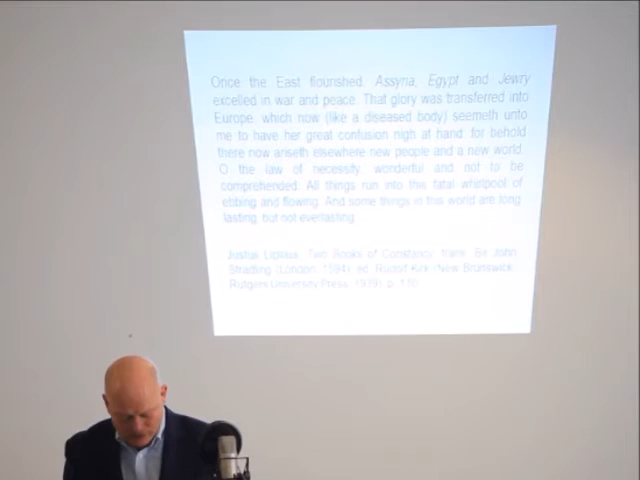 Once the East flourished. Assyria, Egypt and Jewry
excelled in war and peace. That glory was transferred into
Europe, which now (like a diseased body) seemeth unto
me to have her great confusion nigh at hand: for behold
there now ariseth elsewhere new people and a new world.
O the law of necessity, wonderful and not to be
comprehended: All things run into this fatal whirlpool of
ebbing and flowing. And some things in this world are long
lasting, but not everlasting.
Justus Lipsius, Two Books of Constancy, trans. Sir John
Stradling (London, 1594), ed. Rudolf Kirk (New Brunswick:
Rutgers University Press, 1939), p.